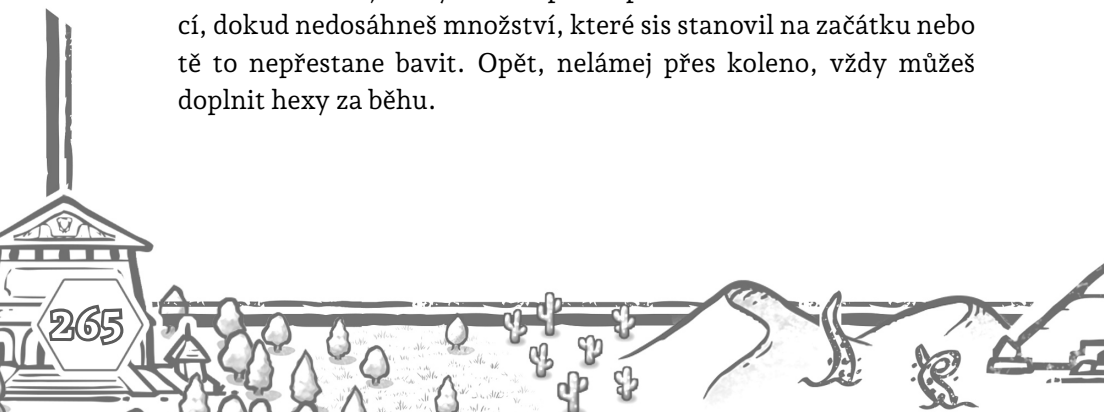 cí, dokud nedosáhneš množství, které sis stanovil na začátku nebo
tě to nepřestane bavit. Opět, nelámej přes koleno, vždy můžeš
doplnit hexy za běhu.
265